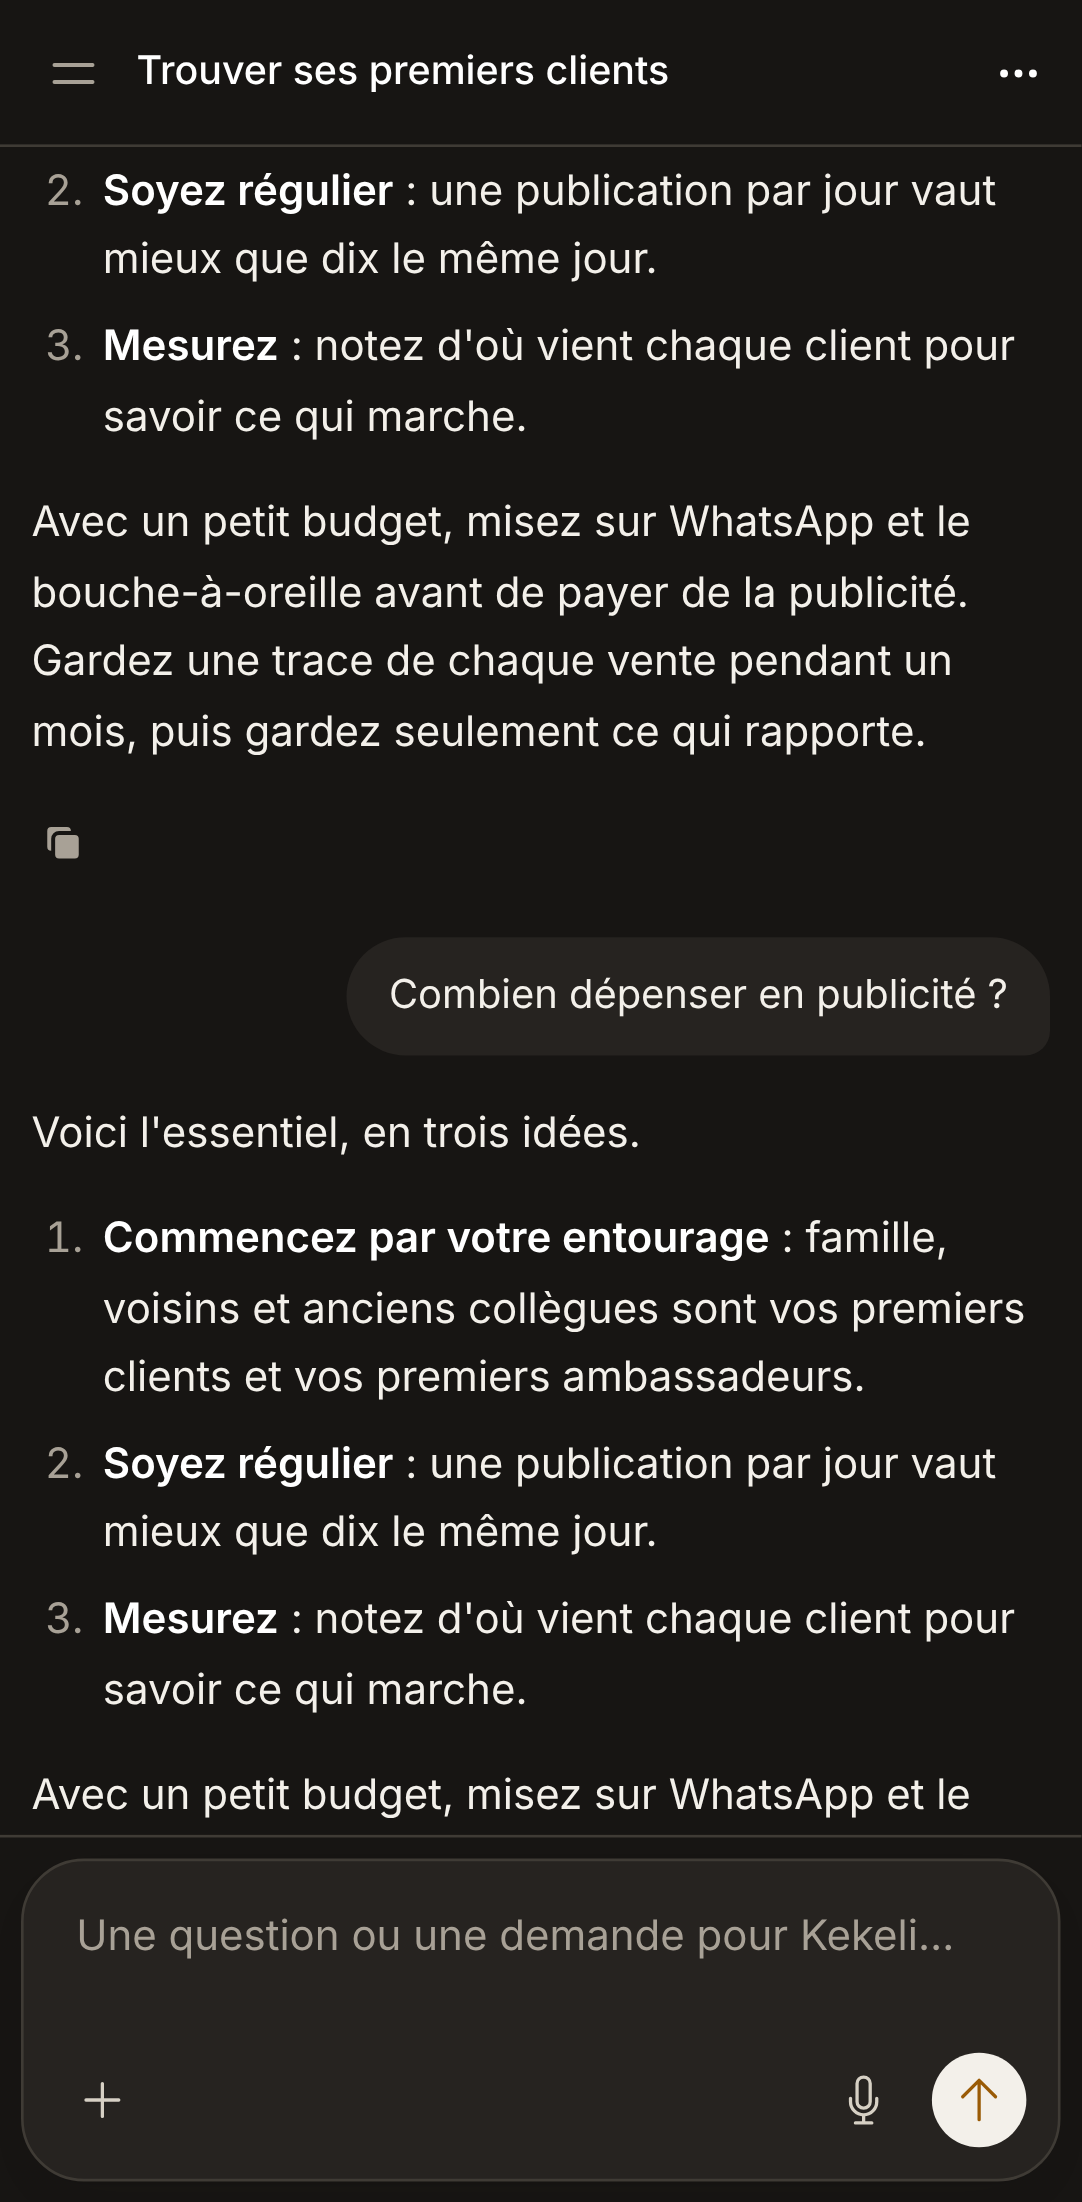 Trouver ses premiers clients
2. Soyez régulier : une publication par jour vaut
mieux que dix le même jour.
3. Mesurez : notez d'où vient chaque client pour
savoir ce qui marche.
Avec un petit budget, misez sur WhatsApp et le
bouche-à-oreille avant de payer de la publicité.
Gardez une trace de chaque vente pendant un
mois, puis gardez seulement ce qui rapporte.
Combien dépenser en publicité ?
Voici l'essentiel, en trois idées.
1. Commencez par votre entourage : famille,
voisins et anciens collègues sont vos premiers
clients et vos premiers ambassadeurs.
2. Soyez régulier : une publication par jour vaut
mieux que dix le même jour.
3. Mesurez : notez d'où vient chaque client pour
savoir ce qui marche.
Avec un petit budget, misez sur WhatsApp et le
Une question ou une demande pour Kekeli...